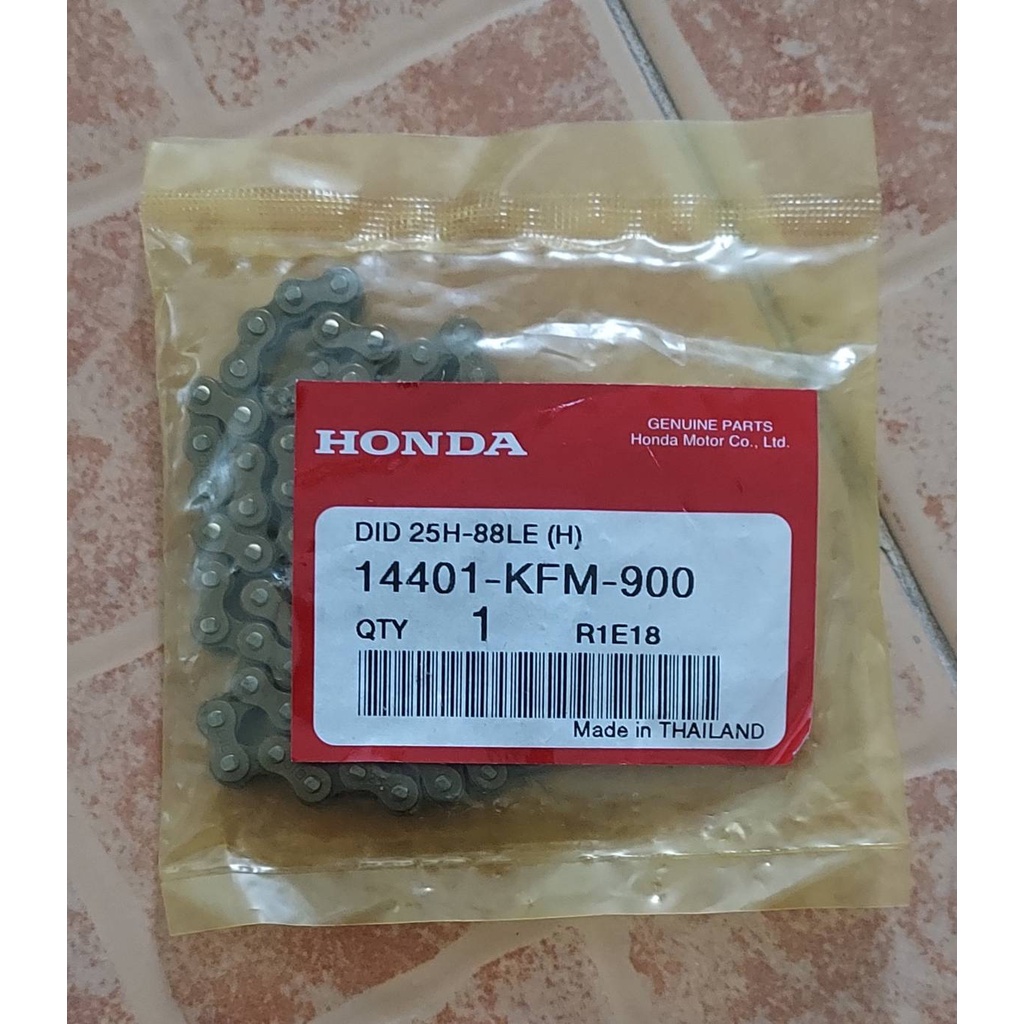 HONDA
GENUINE PARTS
Honda Motor Co., Ltd.
DID 25H-88LE (H)
14401-KFM-900
QTY 1 R1E18
Made in THAILAND